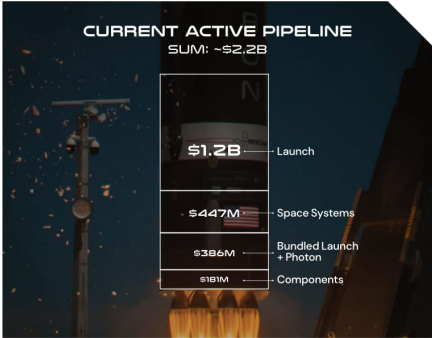 CURRENT ACTIVE PIPELINE
SUM: ~$2.2B
$1.2B
Launch
$447M
Space Systems
$386M
Bundled Launch
+ Photon
$181M
Components